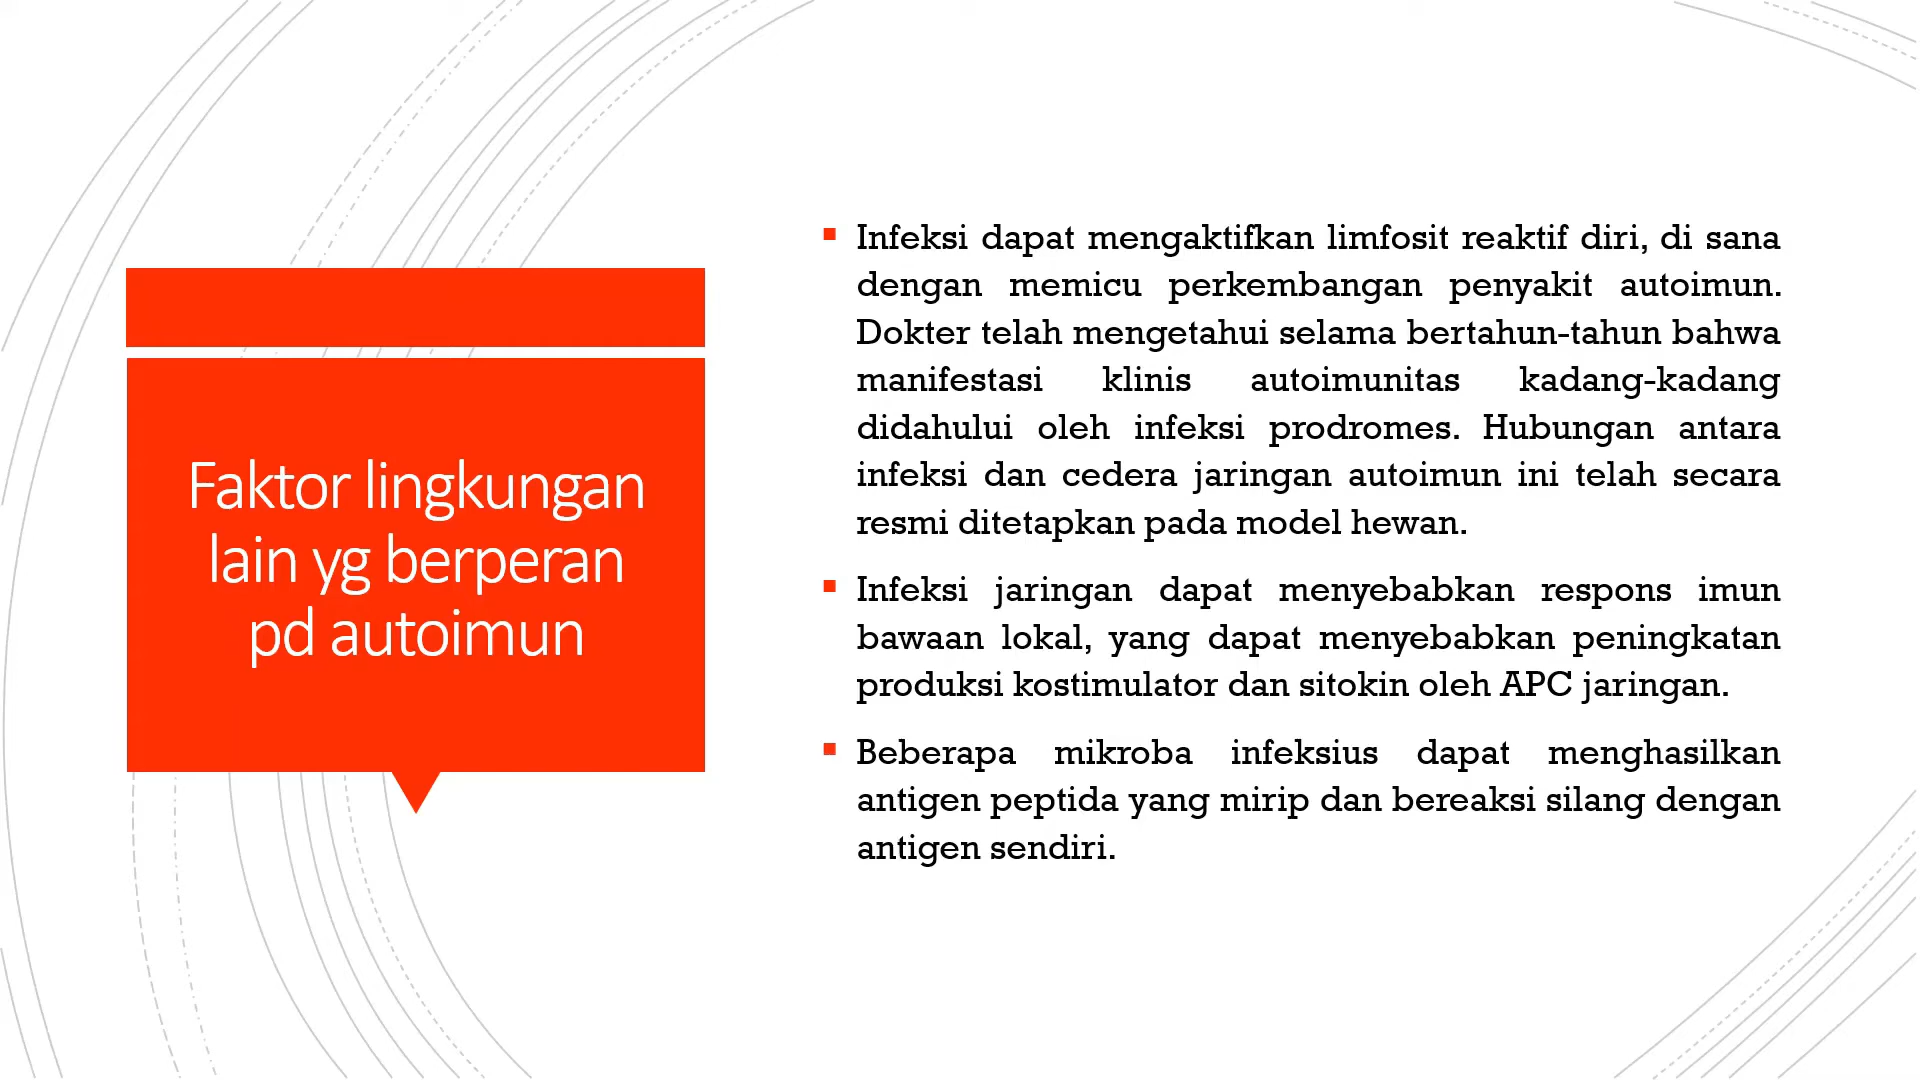 Faktor lingkungan
lain yg berperan
pd autoimun
Infeksi dapat mengaktifkan limfosit reaktif diri, di sana
dengan memicu perkembangan penyakit autoimun.
Dokter telah mengetahui selama bertahun-tahun bahwa
manifestasi klinis autoimunitas kadang-kadang
didahului oleh infeksi prodromes. Hubungan antara
infeksi dan cedera jaringan autoimun ini telah secara
resmi ditetapkan pada model hewan.
Infeksi jaringan dapat menyebabkan respons imun
bawaan lokal, yang dapat menyebabkan peningkatan
produksi kostimulator dan sitokin oleh APC jaringan.
Beberapa mikroba infeksius dapat menghasilkan
antigen peptida yang mirip dan bereaksi silang dengan
antigen sendiri.